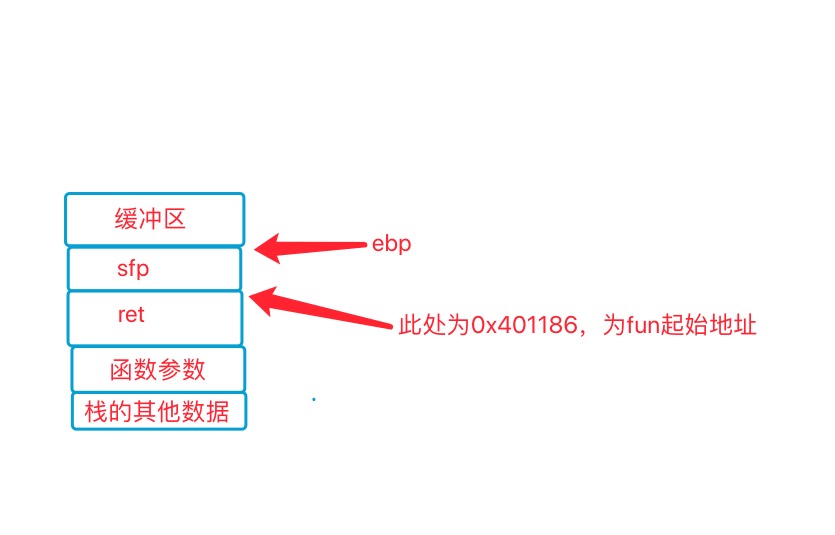 缓冲区
ebp
sfp
ret
此处为0x401186，为fun起始地址
函数参数
栈的其他数据